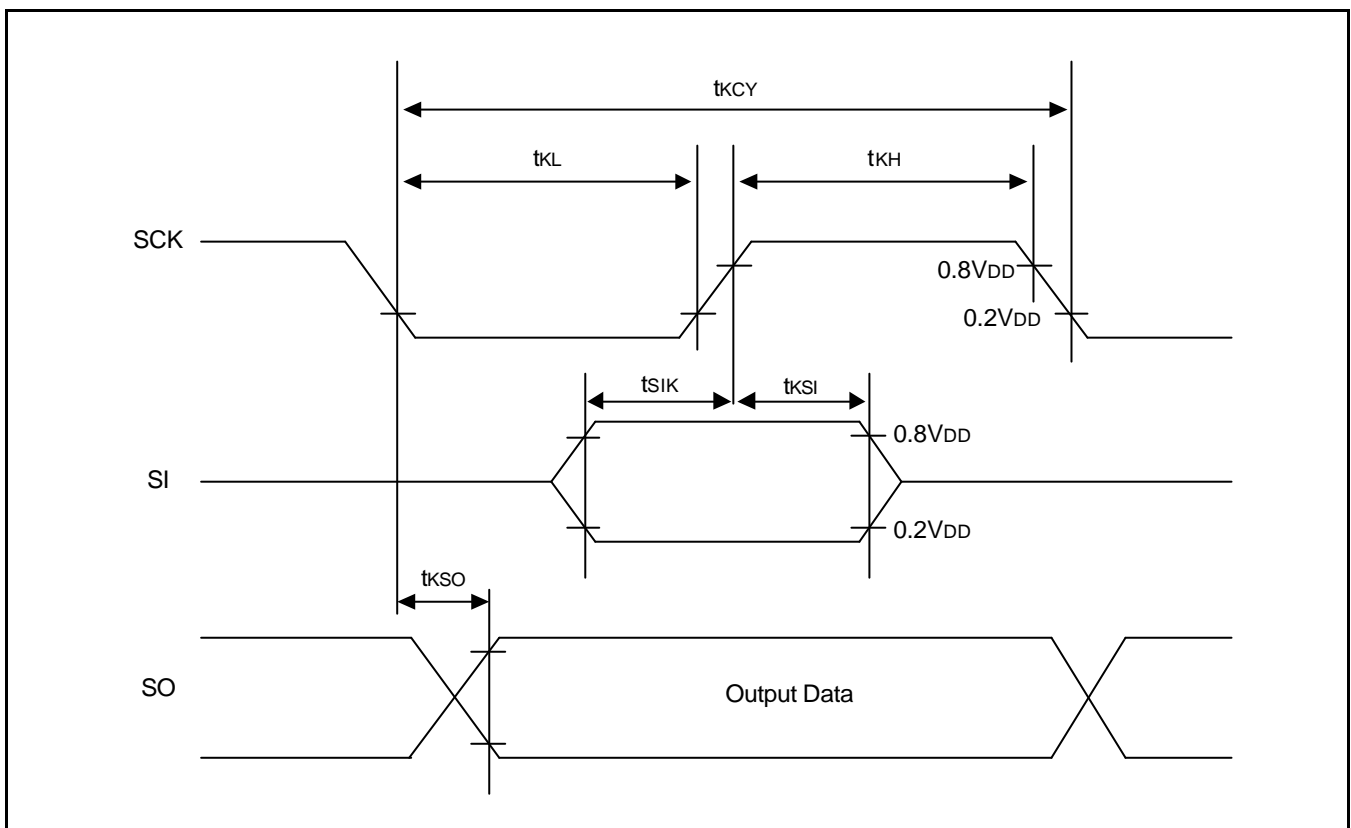 tKCY
tKL
tKH
SCK
0.8VDD
0.2VDD
tSIK
tKSI
0.8VDD
SI
0.2VDD
tKSO
SO
Output Data